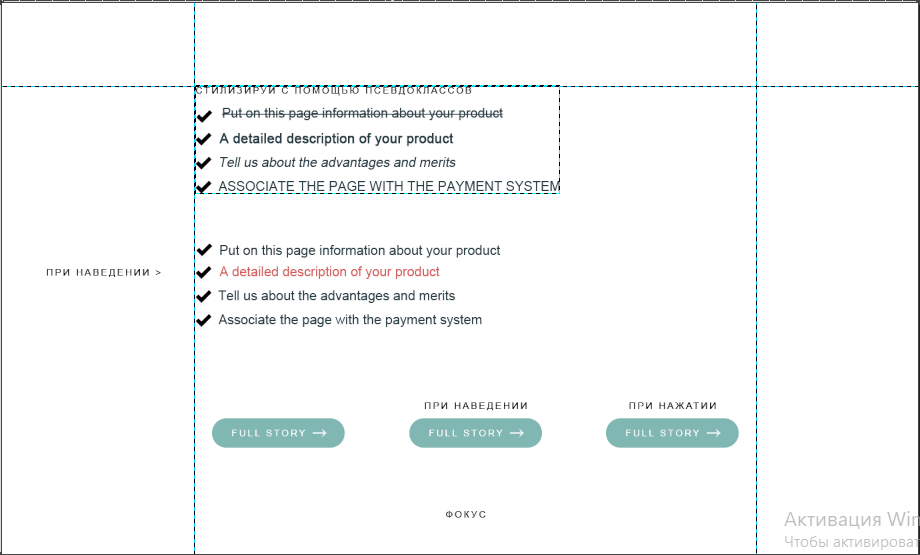 СТИЛИЗИРУЙ С ПОМОЩЬЮ ПСЕВДОКЛАССОВ
Put on this page information about your product
A detailed description of your product
Tell us about the advantages and merits
ASSOCIATE THE PAGE WITH THE PAYMENT SYSTEM
Put on this page information about your product
ПРИ НАВЕДЕНИИ >
A detailed description of your product
Tell us about the advantages and merits
Associate the page with the payment system
ПРИ НАВЕДЕНИИ
ПРИ НАЖАТИИ
FULL STORY
FULL STORY
FULL STORY
ФОКУС
Активация Win
Чтобы активироват